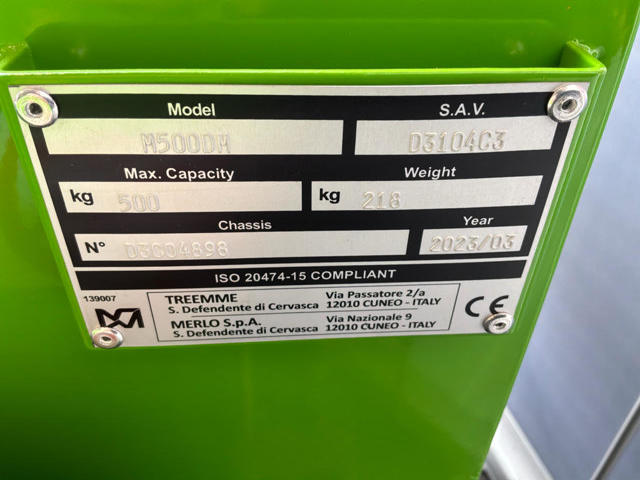 Model S.A.V.
M500DM D3104C3
Max. Capacity Weight
kg 500 kg 218
Chassis Year
N° D3C04898 2023/03
ISO 20474-15 COMPLIANT
139007
TREEMME Via Passatore 2/a
S. Defendente di Cervasca 12010 CUNEO - ITALY
MERLO S.p.A. Via Nazionale 9
S. Defendente di Cervasca 12010 CUNEO - ITALY
CE